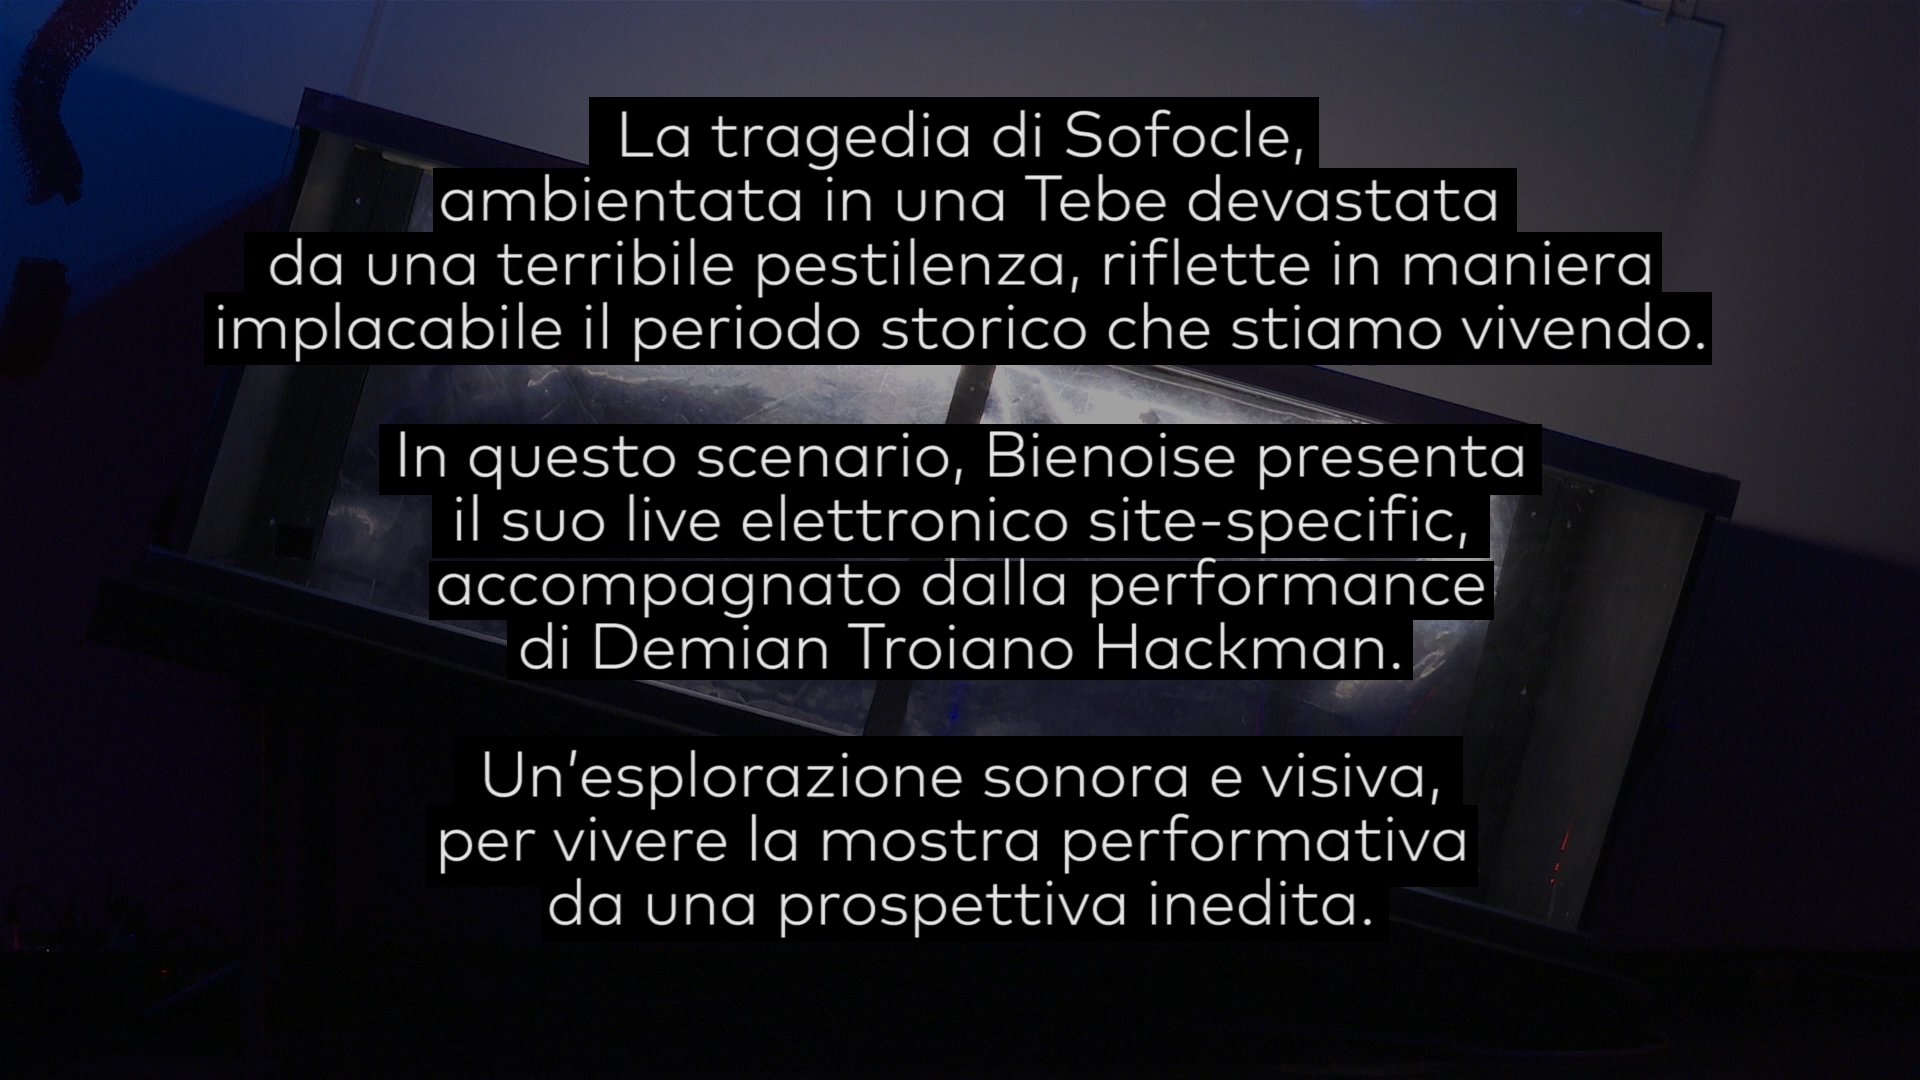 La tragedia di Sofocle,
ambientata in una Tebe devastata
da una terribile pestilenza, riflette in maniera
implacabile il periodo storico che stiamo vivendo.
In questo scenario, Bienoise presenta
il suo live elettronico site-specific,
accompagnato dalla performance
di Demian Troiano Hackman.
Un’esplorazione sonora e visiva,
per vivere la mostra performativa
da una prospettiva inedita.